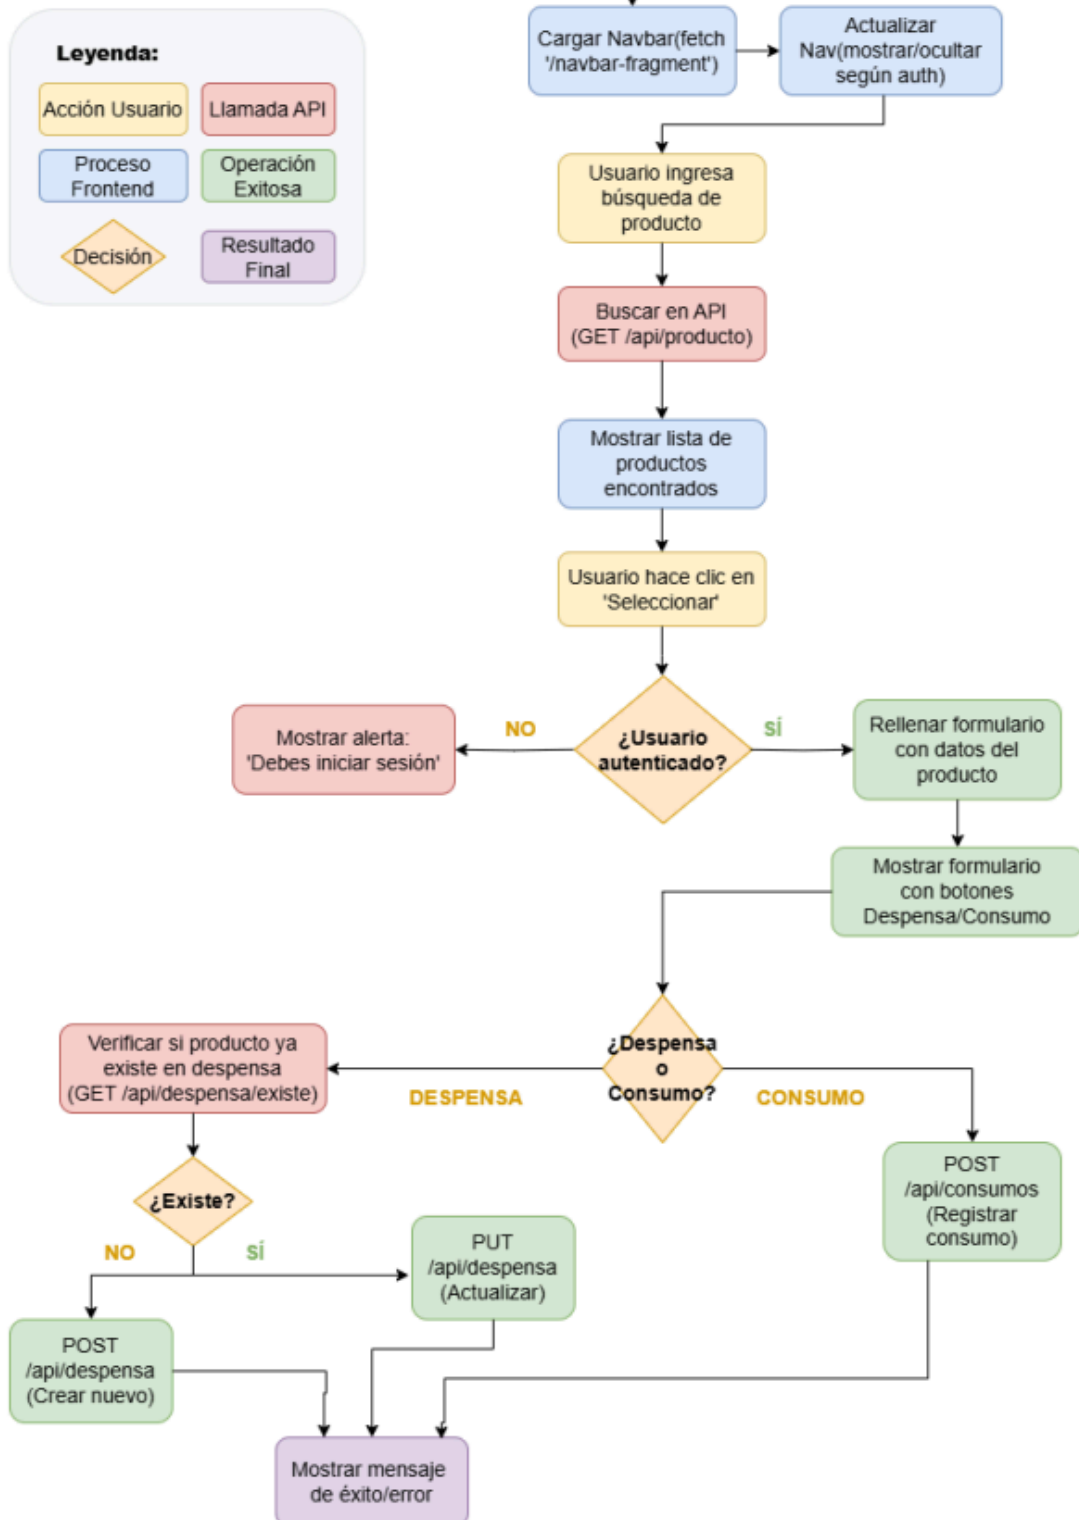 Leyenda:
Acción Usuario
Llamada API
Proceso
Frontend
Operación
Exitosa
Decisión
Resultado
Final
Cargar Navbar(fetch
'/navbar-fragment')
Actualizar
Nav(mostrar/ocultar
según auth)
Usuario ingresa
búsqueda de
producto
Buscar en API
(GET /api/producto)
Mostrar lista de
productos
encontrados
Usuario hace clic en
'Seleccionar'
¿Usuario
autenticado?
NO
SÍ
Mostrar alerta:
'Debes iniciar sesión'
Rellenar formulario
con datos del
producto
Mostrar formulario
con botones
Despensa/Consumo
¿Despensa
o
Consumo?
DESPENSA
CONSUMO
Verificar si producto ya
existe en despensa
(GET /api/despensa/existe)
¿Existe?
NO
SÍ
POST
/api/consumos
(Registrar
consumo)
PUT
/api/despensa
(Actualizar)
POST
/api/despensa
(Crear nuevo)
Mostrar mensaje
de éxito/error